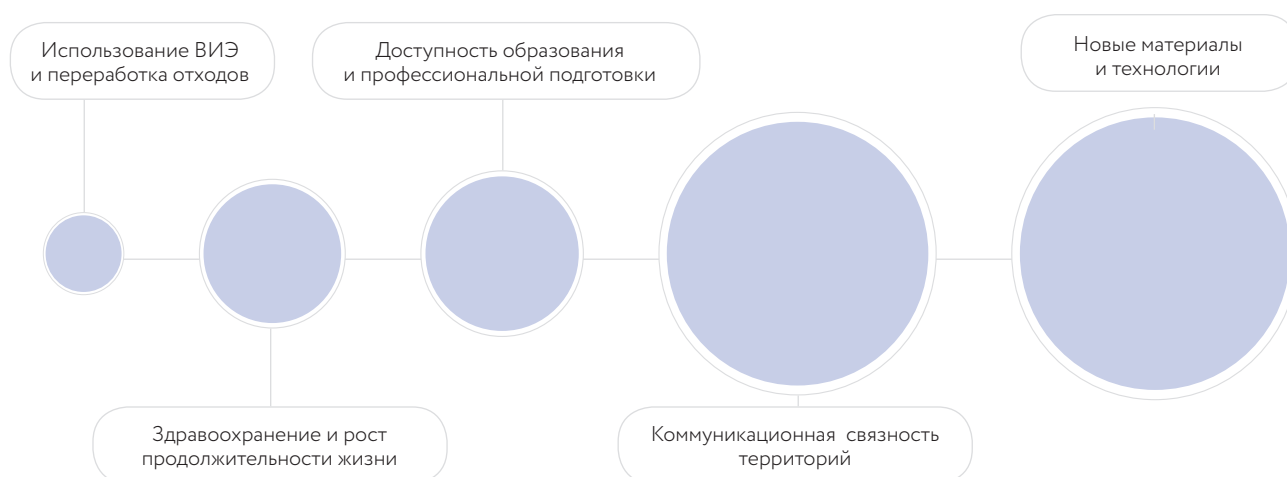 Использование ВИЭ
и переработка отходов
Доступность образования
и профессиональной подготовки
Новые материалы
и технологии
Здравоохранение и рост
продолжительности жизни
Коммуникационная  связность
территорий